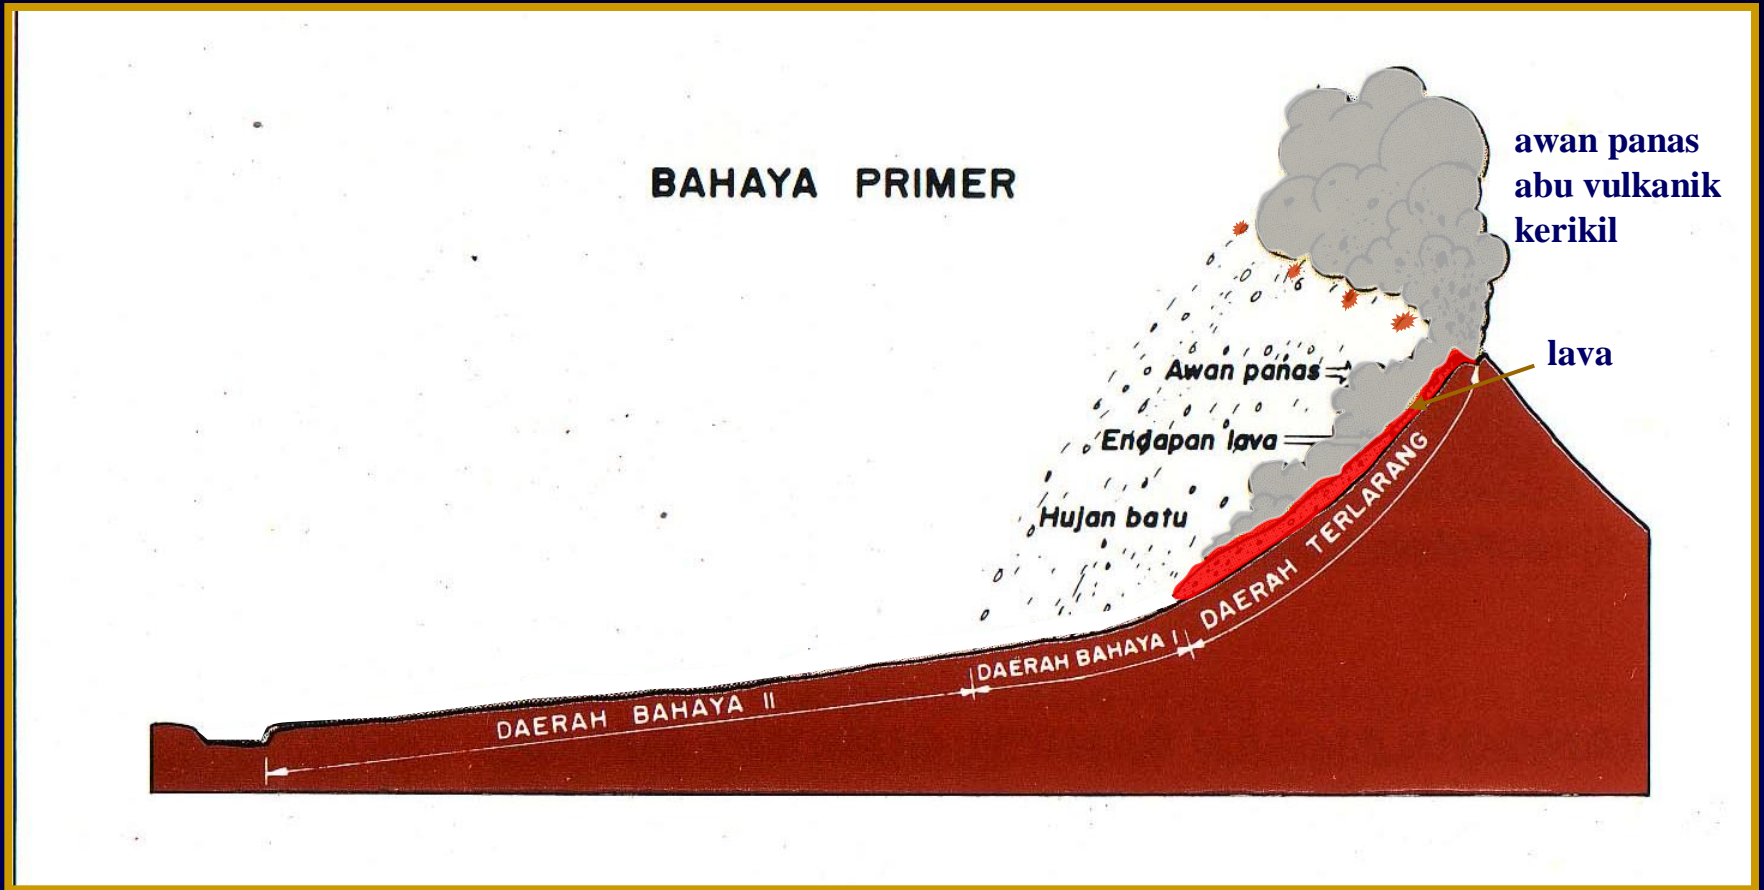 BAHAYA PRIMER
awan panas
abu vulkanik
kerikil
lava
Awan panas
Endapan lava
Hujan batu
DAERAH TERLARANG
DAERAH BAHAYA I
DAERAH BAHAYA II